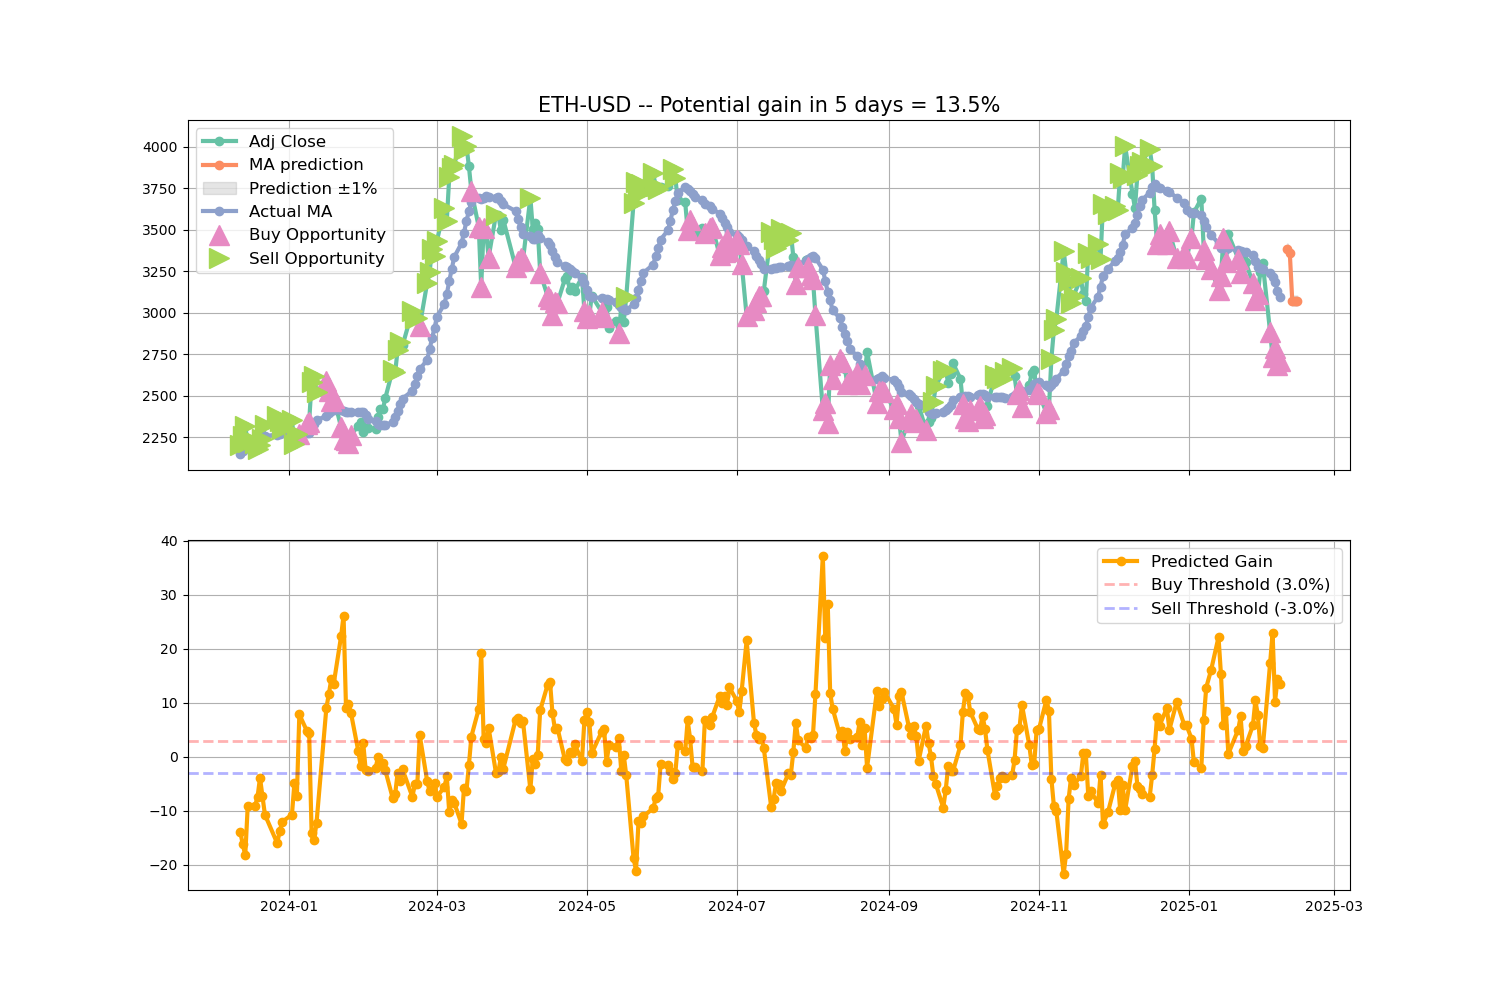 ETH-USD -- Potential gain in 5 days = 13.5%
4000
3750
3500
3250
3000
2750
2500
2250
Adj Close
MA prediction
Prediction ±1%
Actual MA
Buy Opportunity
Sell Opportunity
40
30
20
10
0
−10
−20
Predicted Gain
Buy Threshold (3.0%)
Sell Threshold (-3.0%)
2024-01
2024-03
2024-05
2024-07
2024-09
2024-11
2025-01
2025-03